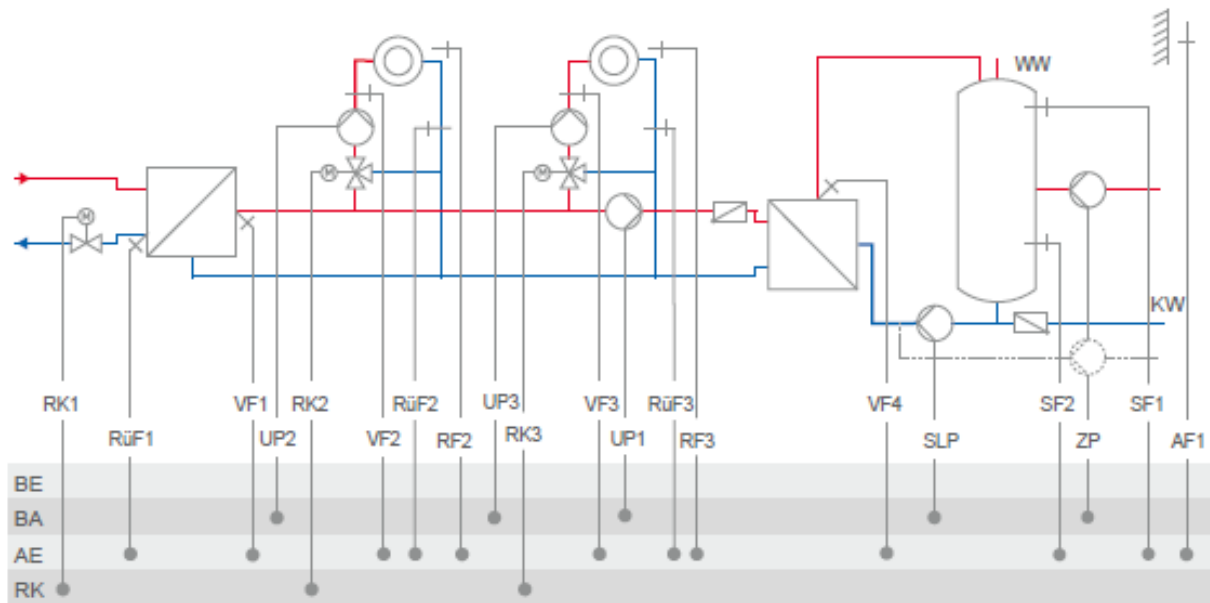 WW
M
M
M
KW
RK1 VF1 RK2 RüF2 UP3 VF3 RüF3 VF4 SF2 SF1
RüF1 UP2 VF2 RF2 RK3 UP1 RF3 SLP ZP AF1
BE
BA
AE
RK